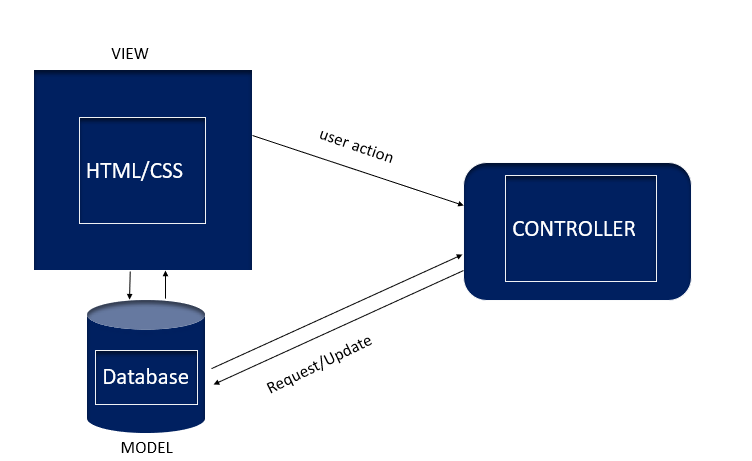 VIEW
HTML/CSS
user action
CONTROLLER
Request/Update
Database
MODEL